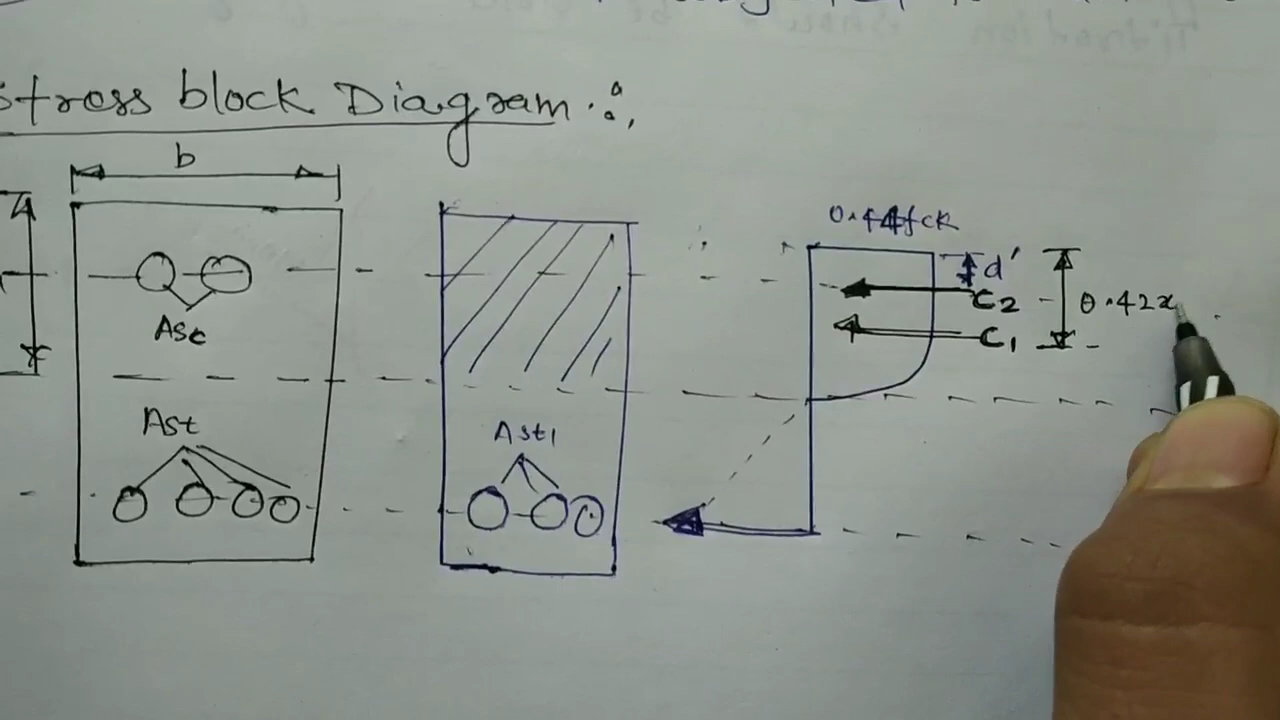 Stress block Diagram :
b
0.44fck
d'
C2
0.42x
C1
Asc
Ast
Ast1